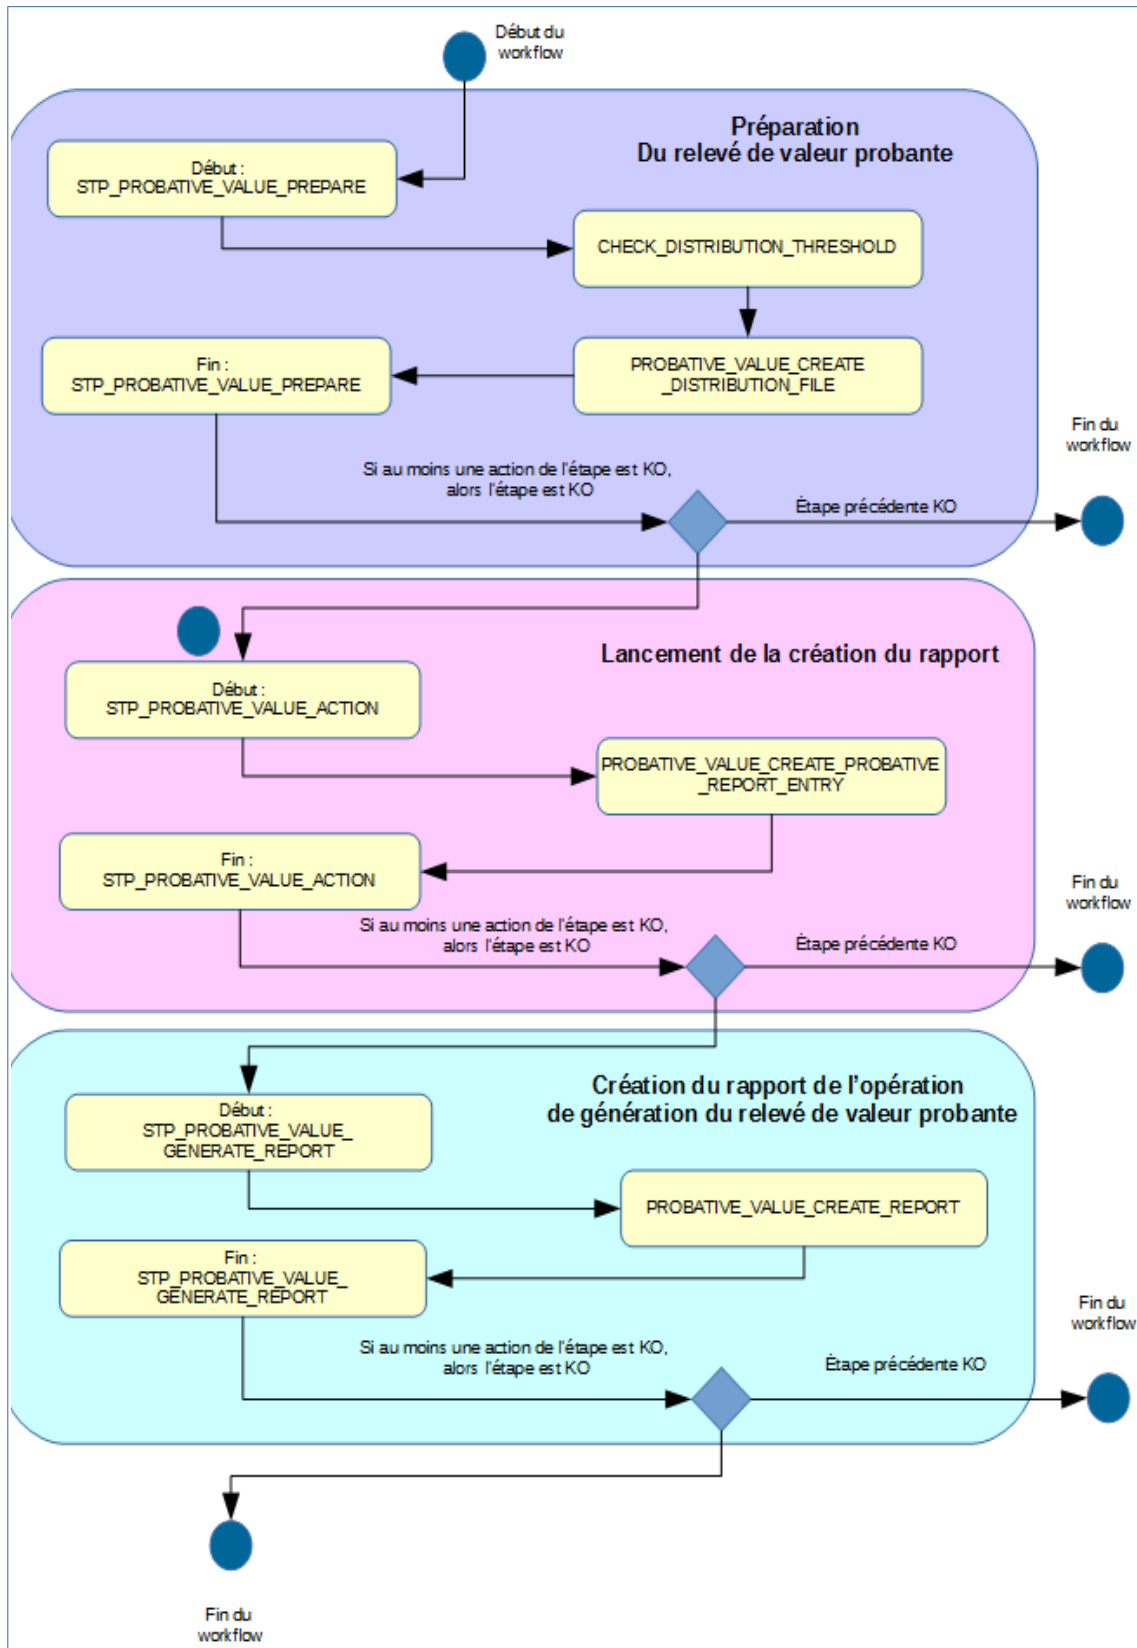 Début du
workflow
Préparation
Du relevé de valeur probante
Début :
STP_PROBATIVE_VALUE_PREPARE
CHECK_DISTRIBUTION_THRESHOLD
Fin :
STP_PROBATIVE_VALUE_PREPARE
PROBATIVE_VALUE_CREATE
_DISTRIBUTION_FILE
Fin du
workflow
Si au moins une action de l'étape est KO,
alors l'étape est KO
Étape précédente KO
Lancement de la création du rapport
Début :
STP_PROBATIVE_VALUE_ACTION
PROBATIVE_VALUE_CREATE_PROBATIVE
_REPORT_ENTRY
Fin :
STP_PROBATIVE_VALUE_ACTION
Fin du
workflow
Si au moins une action de l'étape est KO,
alors l'étape est KO
Étape précédente KO
Création du rapport de l’opération
de génération du relevé de valeur probante
Début :
STP_PROBATIVE_VALUE_
GENERATE_REPORT
PROBATIVE_VALUE_CREATE_REPORT
Fin :
STP_PROBATIVE_VALUE_
GENERATE_REPORT
Fin du
workflow
Si au moins une action de l'étape est KO,
alors l'étape est KO
Étape précédente KO
Fin du
workflow